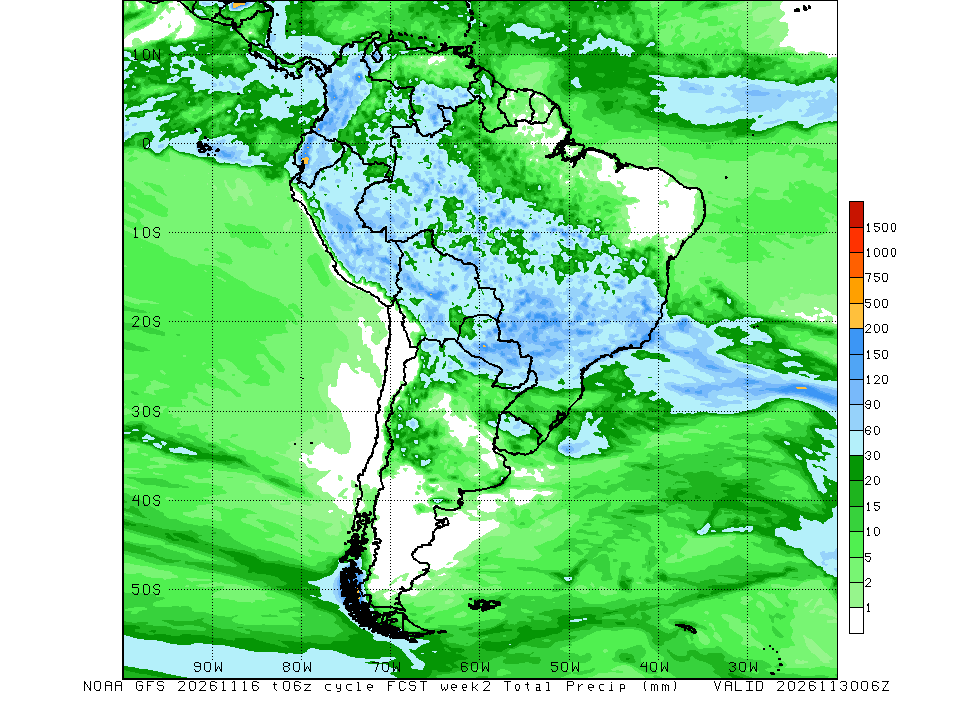 10N
0
10S
20S
30S
40S
50S
90W 80W 70W 60W 50W 40W 30W
1500
1000
750
500
200
150
120
90
60
30
20
15
10
5
2
1
NOAA GFS 20261116 t06z cycle FCST week2 Total Precip (mm) VALID 2026113006Z